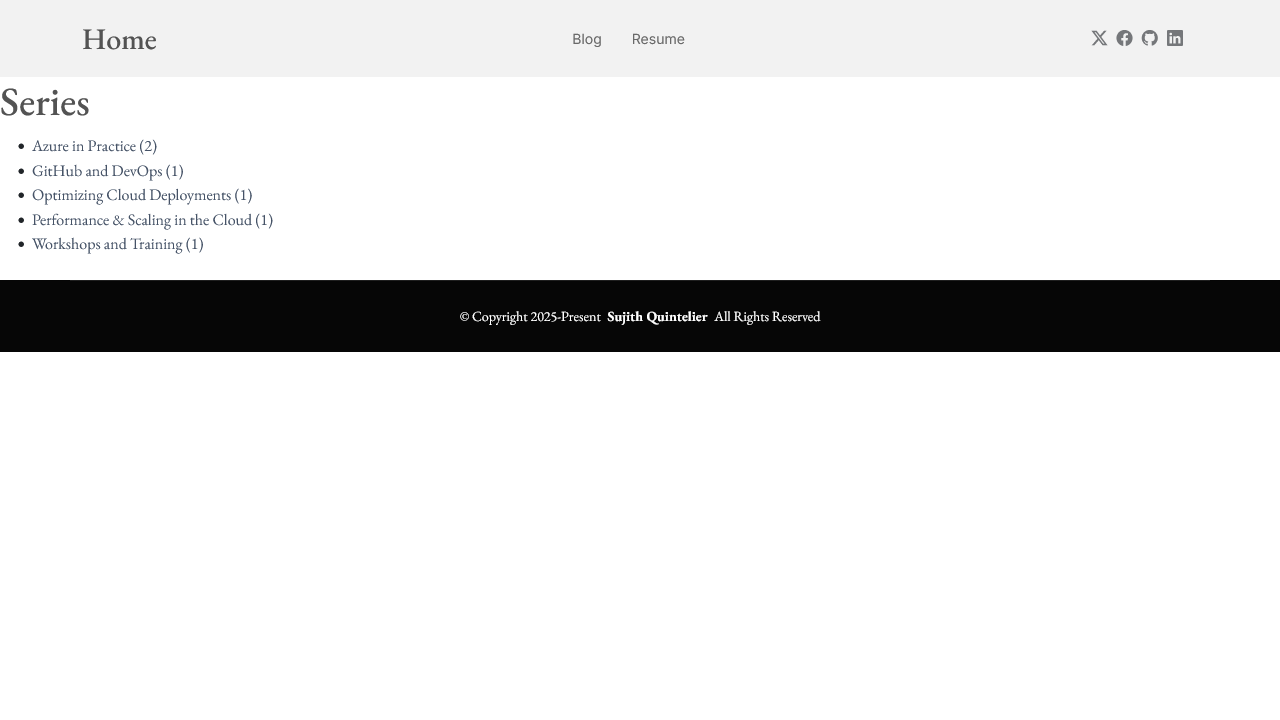 Home
Blog
Resume
Series
Azure in Practice (2)
GitHub and DevOps (1)
Optimizing Cloud Deployments (1)
Performance & Scaling in the Cloud (1)
Workshops and Training (1)
© Copyright 2025-Present Sujith Quintelier All Rights Reserved